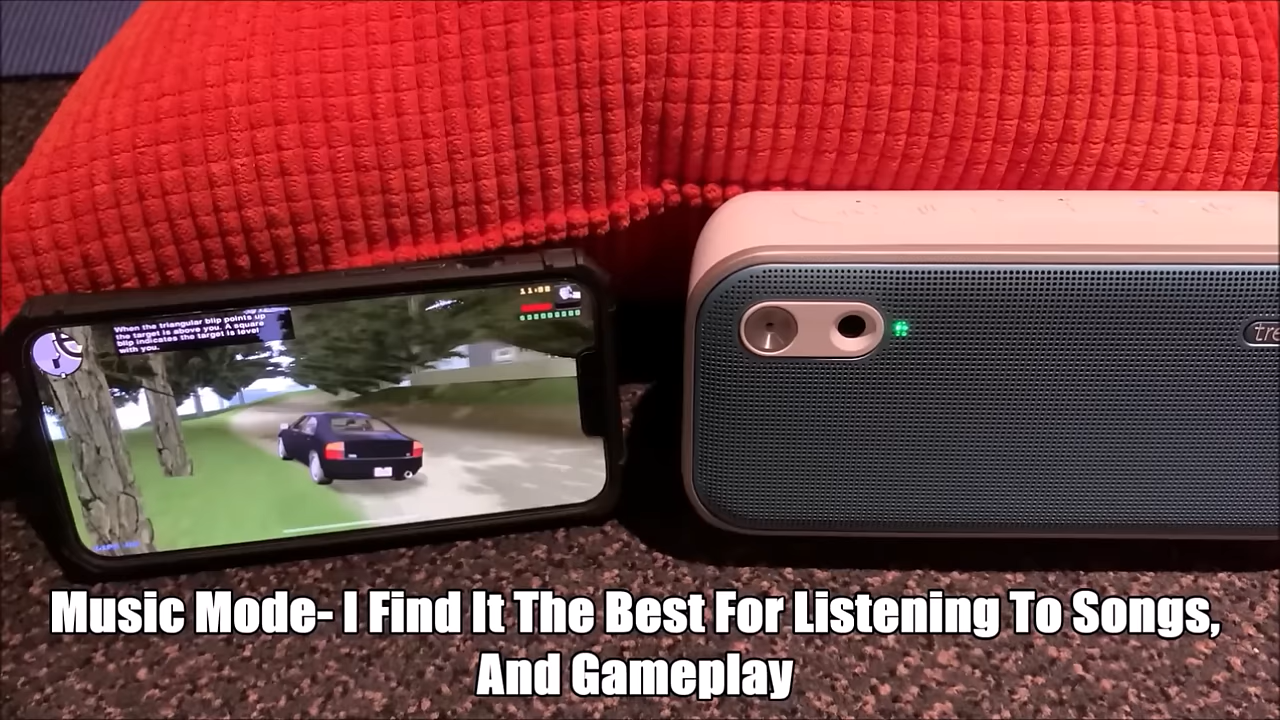 11:08
When the triangular blip points up
the target is above you. A square
blip indicates the target is level
with you.
Music Mode- I Find It The Best For Listening To Songs,
And Gameplay